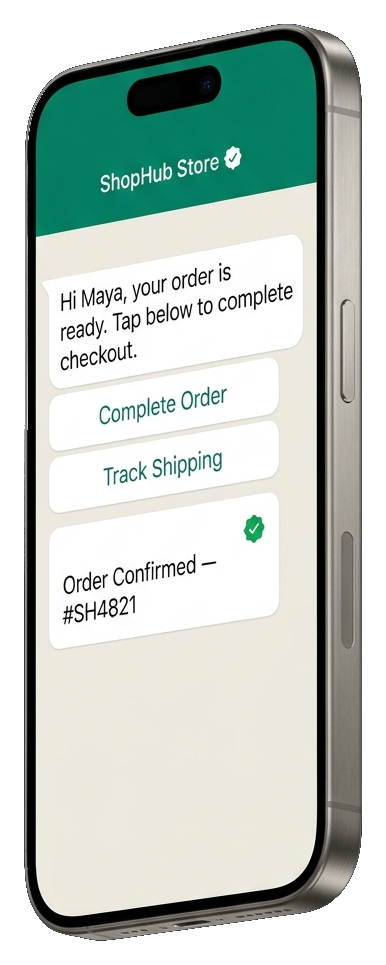 ShopHub Store
Hi Maya, your order is
ready. Tap below to complete
checkout.
Complete Order
Track Shipping
Order Confirmed —
#SH4821